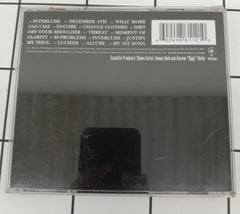 ∴ INTERLUDE ∴ DECEMBER 4TH ∴ WHAT MORE
CAN I SAY ∴ ENCORE ∴ CHANGE CLOTHES ∴ DIRT
OFF YOUR SHOULDER ∴ THREAT ∴ MOMENT OF
CLARITY ∴ 99 PROBLEMS ∴ INTERLUDE ∴ JUSTIFY
MY THUG ∴ LUCIFER ∴ ALLURE ∴ MY 1ST SONG
Executive Producers: Shawn Carter, Damon Dash and Kareem "Biggs" Burke